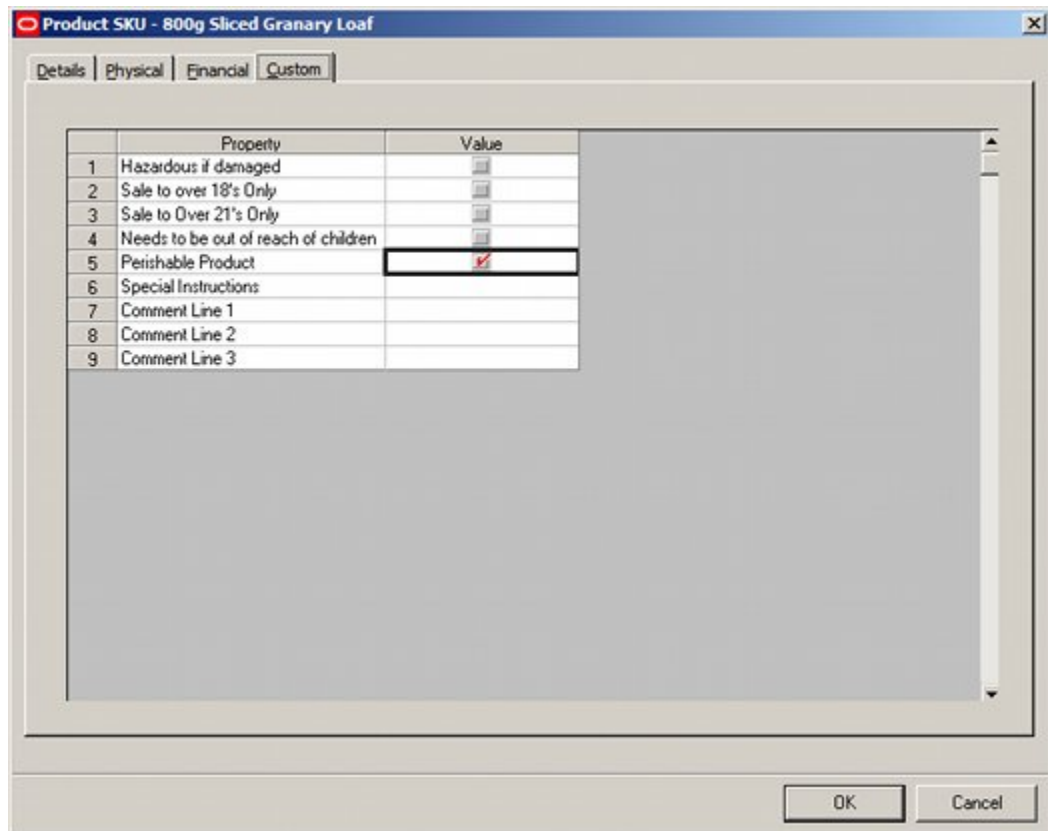 Product SKU - 800g Sliced Granary Loaf
Details Physical Financial Custom
Property Value
1 Hazardous if damaged
2 Sale to over 18's Only
3 Sale to Over 21's Only
4 Needs to be out of reach of children
5 Perishable Product
6 Special Instructions
7 Comment Line 1
8 Comment Line 2
9 Comment Line 3
OK Cancel